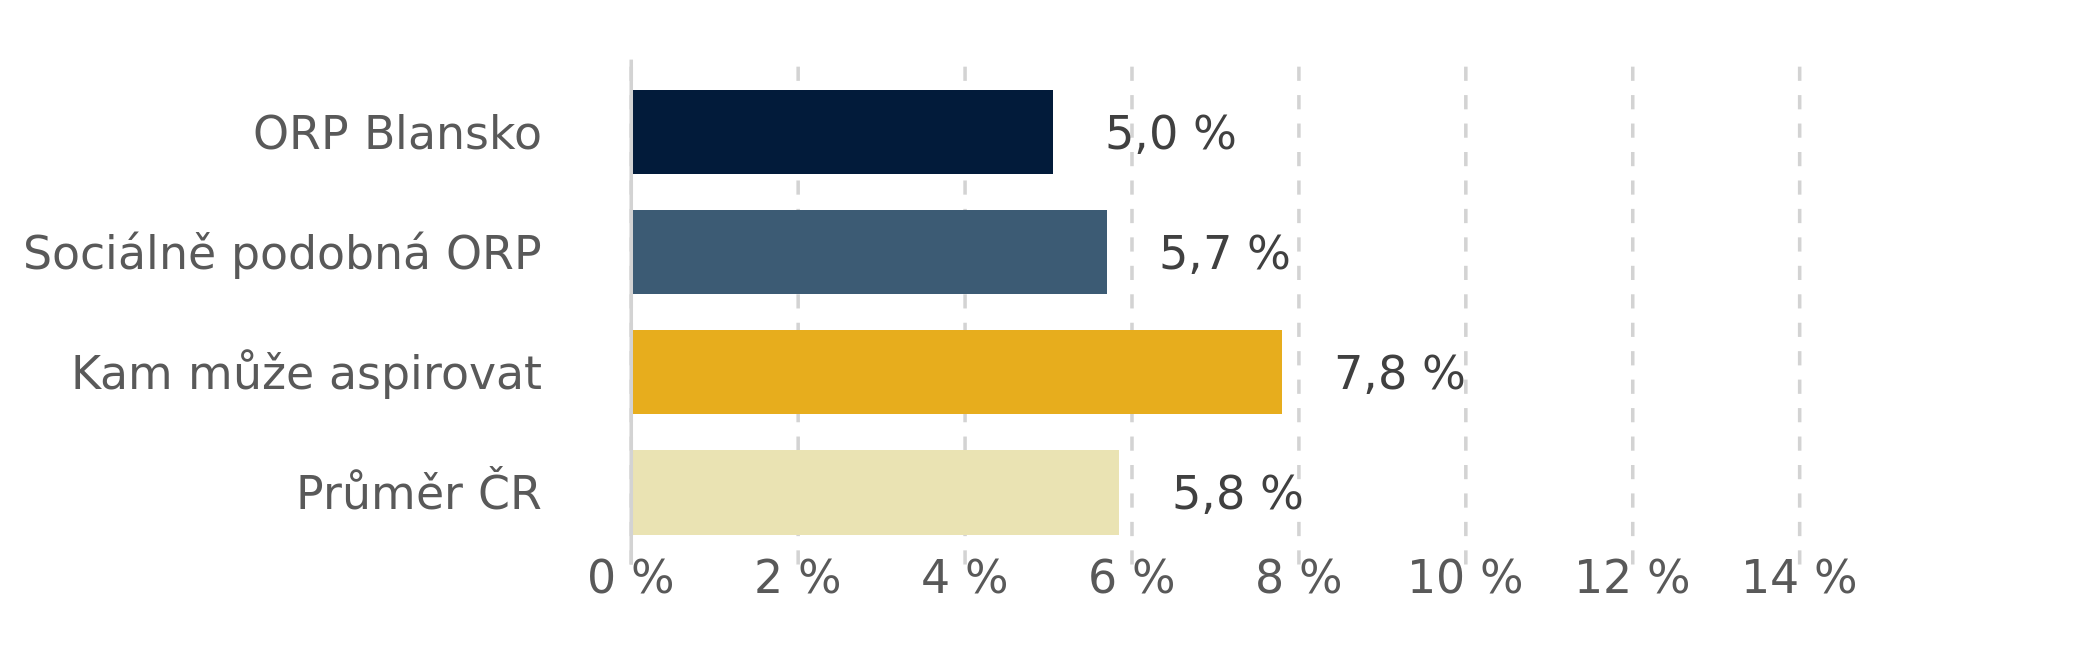 ORP Blansko 5,0 %
Sociálně podobná ORP 5,7 %
Kam může aspirovat 7,8 %
Průměr ČR 5,8 %
0 % 2 % 4 % 6 % 8 % 10 % 12 % 14 %